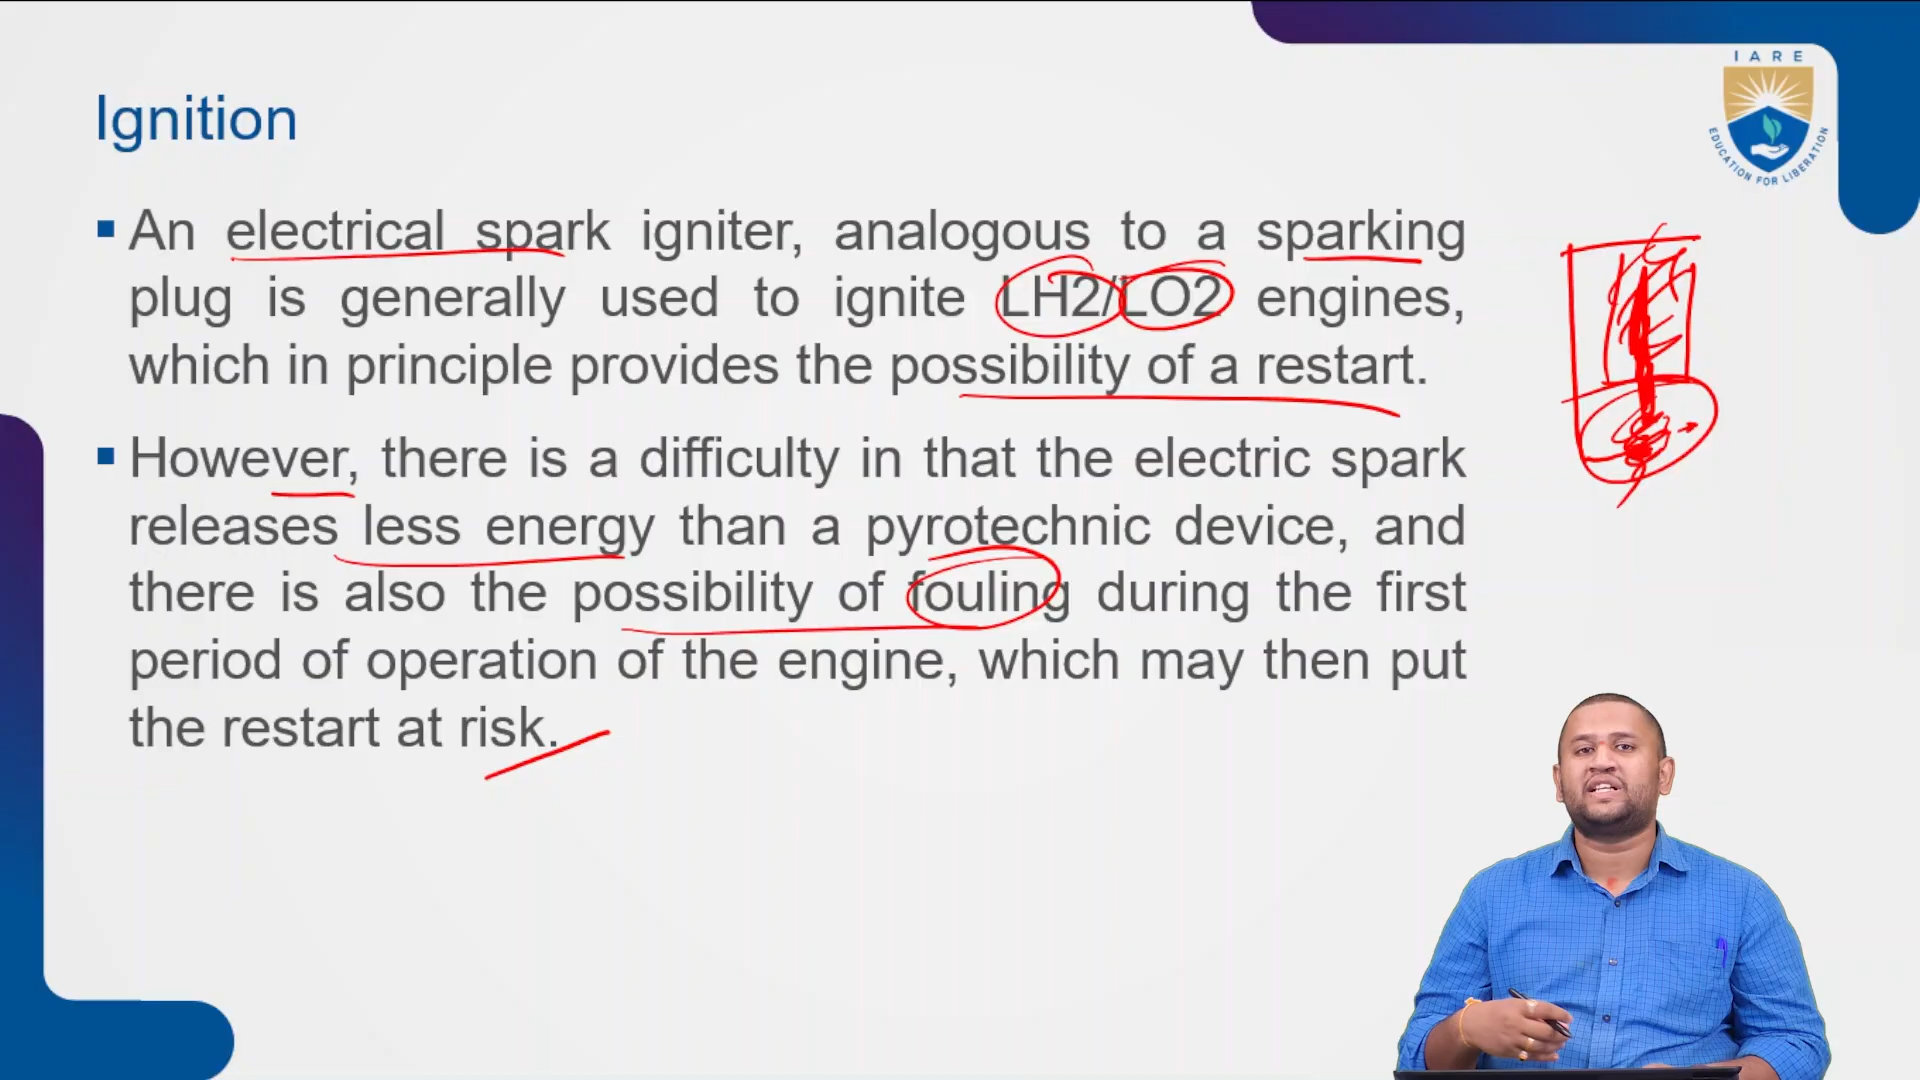 IARE
EDUCATION FOR LIBERATION
Ignition
An electrical spark igniter, analogous to a sparking
plug is generally used to ignite LH2/LO2 engines,
which in principle provides the possibility of a restart.
However, there is a difficulty in that the electric spark
releases less energy than a pyrotechnic device, and
there is also the possibility of fouling during the first
period of operation of the engine, which may then put
the restart at risk.